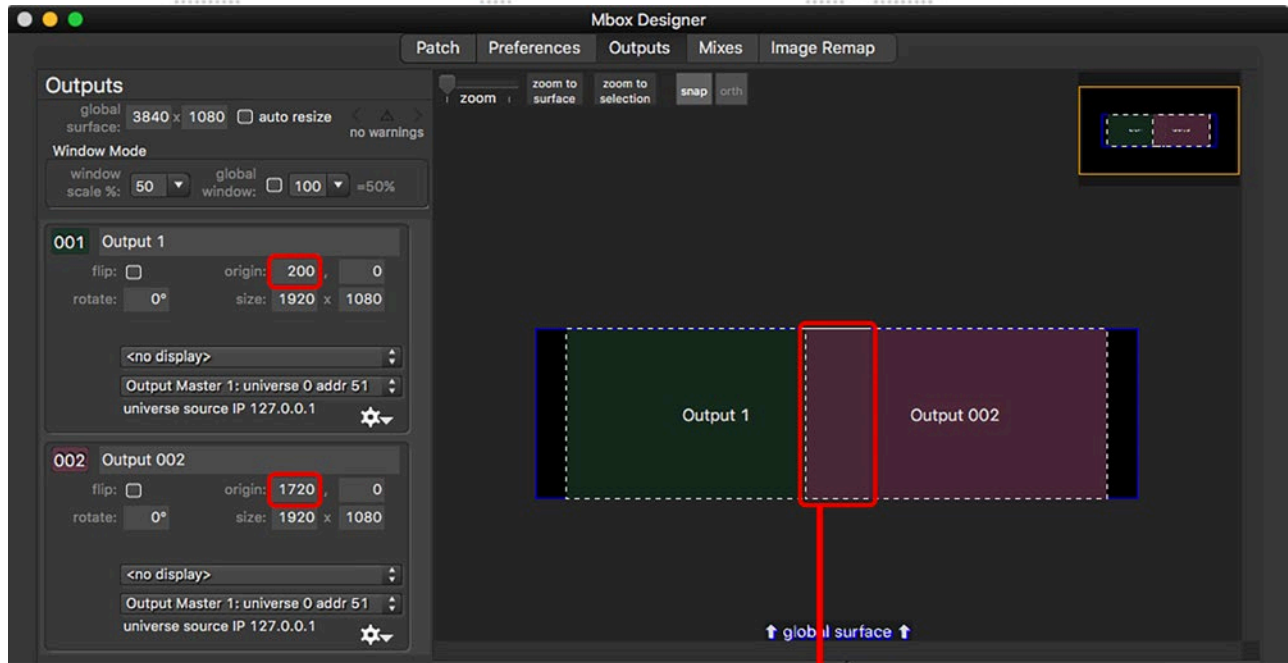 Mbox Designer
Patch Preferences Outputs Mixes Image Remap
Outputs
global surface: 3840 x 1080 auto resize
no warnings
zoom
zoom to surface
zoom to selection
snap orth
Window Mode
window scale %: 50 global window: 100 =50%
001 Output 1
flip: origin: 200 , 0
rotate: 0° size: 1920 x 1080
<no display>
Output Master 1: universe 0 addr 51
universe source IP 127.0.0.1
002 Output 002
flip: origin: 1720 , 0
rotate: 0° size: 1920 x 1080
<no display>
Output Master 1: universe 0 addr 51
universe source IP 127.0.0.1
Output 1 Output 002
↑ global surface ↑